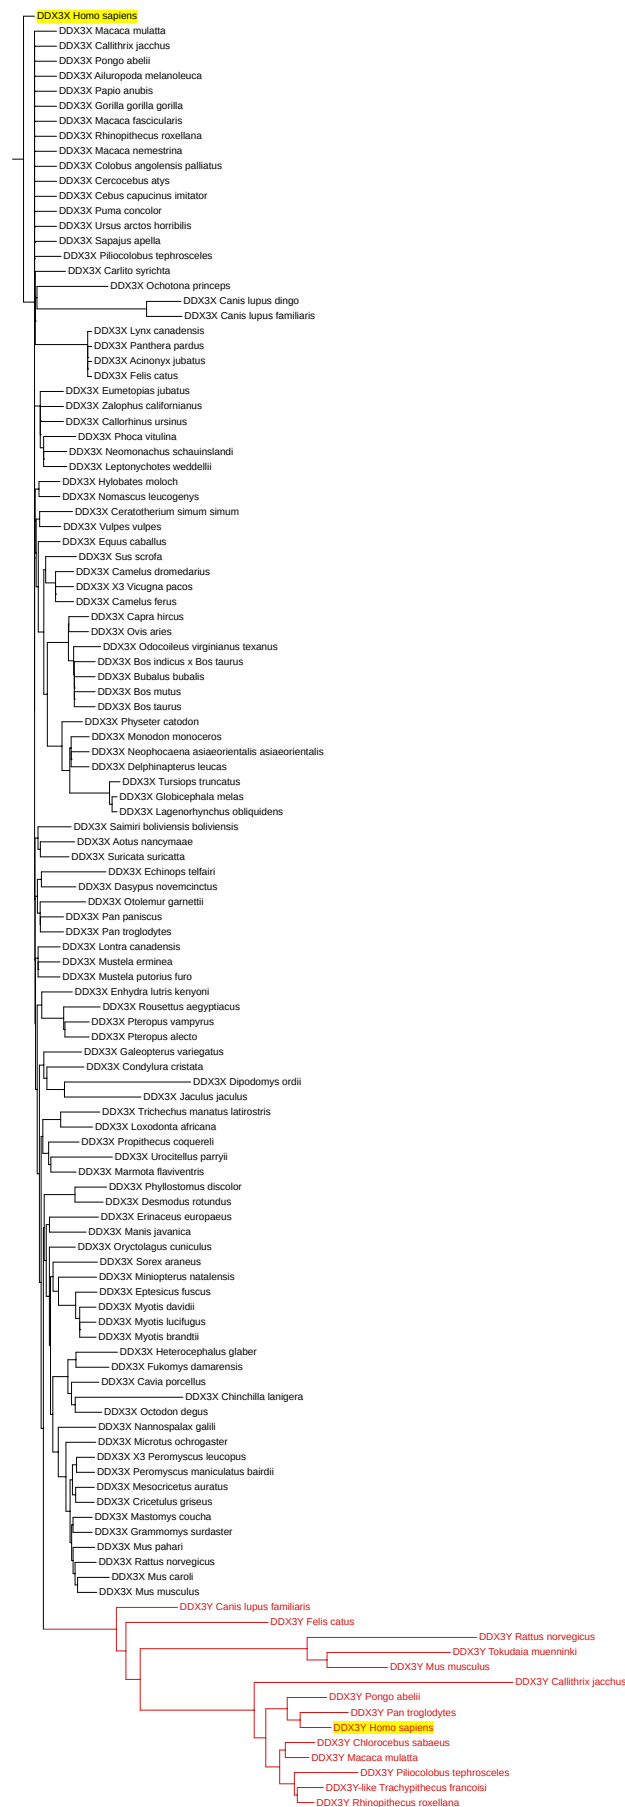 DDX3X Homo sapiens
DDX3X Macaca mulatta
DDX3X Callithrix jacchus
DDX3X Pongo abelii
DDX3X Ailuropoda melanoleuca
DDX3X Papio anubis
DDX3X Gorilla gorilla gorilla
DDX3X Macaca fascicularis
DDX3X Rhinopithecus roxellana
DDX3X Macaca nemestrina
DDX3X Colobus angolensis palliatus
DDX3X Cercocebus atys
DDX3X Cebus capucinus imitator
DDX3X Puma concolor
DDX3X Ursus arctos horribilis
DDX3X Sapajus apella
DDX3X Piliocolobus tephrosceles
DDX3X Carlito syrichta
DDX3X Ochotona princeps
DDX3X Canis lupus dingo
DDX3X Canis lupus familiaris
DDX3X Lynx canadensis
DDX3X Panthera pardus
DDX3X Acinonyx jubatus
DDX3X Felis catus
DDX3X Eumetopias jubatus
DDX3X Zalophus californianus
DDX3X Callorhinus ursinus
DDX3X Phoca vitulina
DDX3X Neomonachus schauinslandi
DDX3X Leptonychotes weddellii
DDX3X Hylobates moloch
DDX3X Nomascus leucogenys
DDX3X Ceratotherium simum simum
DDX3X Vulpes vulpes
DDX3X Equus caballus
DDX3X Sus scrofa
DDX3X Camelus dromedarius
DDX3X X3 Vicugna pacos
DDX3X Camelus ferus
DDX3X Capra hircus
DDX3X Ovis aries
DDX3X Odocoileus virginianus texanus
DDX3X Bos indicus x Bos taurus
DDX3X Bubalus bubalis
DDX3X Bos mutus
DDX3X Bos taurus
DDX3X Physeter catodon
DDX3X Monodon monoceros
DDX3X Neophocaena asiaeorientalis asiaeorientalis
DDX3X Delphinapterus leucas
DDX3X Tursiops truncatus
DDX3X Globicephala melas
DDX3X Lagenorhynchus obliquidens
DDX3X Saimiri boliviensis boliviensis
DDX3X Aotus nancymaae
DDX3X Suricata suricatta
DDX3X Echinops telfairi
DDX3X Dasypus novemcinctus
DDX3X Otolemur garnettii
DDX3X Pan paniscus
DDX3X Pan troglodytes
DDX3X Lontra canadensis
DDX3X Mustela erminea
DDX3X Mustela putorius furo
DDX3X Enhydra lutris kenyoni
DDX3X Rousettus aegyptiacus
DDX3X Pteropus vampyrus
DDX3X Pteropus alecto
DDX3X Galeopterus variegatus
DDX3X Condylura cristata
DDX3X Dipodomys ordii
DDX3X Jaculus jaculus
DDX3X Trichechus manatus latirostris
DDX3X Loxodonta africana
DDX3X Propithecus coquereli
DDX3X Urocitellus parryii
DDX3X Marmota flaviventris
DDX3X Phyllostomus discolor
DDX3X Desmodus rotundus
DDX3X Erinaceus europaeus
DDX3X Manis javanica
DDX3X Oryctolagus cuniculus
DDX3X Sorex araneus
DDX3X Miniopterus natalensis
DDX3X Eptesicus fuscus
DDX3X Myotis davidii
DDX3X Myotis lucifugus
DDX3X Myotis brandtii
DDX3X Heterocephalus glaber
DDX3X Fukomys damarensis
DDX3X Cavia porcellus
DDX3X Chinchilla lanigera
DDX3X Octodon degus
DDX3X Nannospalax galili
DDX3X Microtus ochrogaster
DDX3X X3 Peromyscus leucopus
DDX3X Peromyscus maniculatus bairdii
DDX3X Mesocricetus auratus
DDX3X Cricetulus griseus
DDX3X Mastomys coucha
DDX3X Grammomys surdaster
DDX3X Mus pahari
DDX3X Rattus norvegicus
DDX3X Mus caroli
DDX3X Mus musculus
DDX3Y Canis lupus familiaris
DDX3Y Felis catus
DDX3Y Rattus norvegicus
DDX3Y Tokudaia muenninki
DDX3Y Mus musculus
DDX3Y Callithrix jacchus
DDX3Y Pongo abelii
DDX3Y Pan troglodytes
DDX3Y Homo sapiens
DDX3Y Chlorocebus sabaeus
DDX3Y Macaca mulatta
DDX3Y Piliocolobus tephrosceles
DDX3Y-like Trachypithecus francoisi
DDX3Y Rhinopithecus roxellana